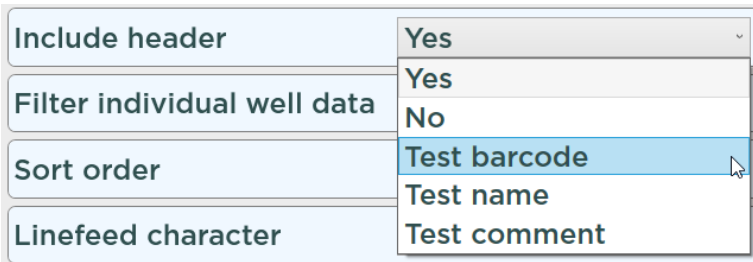 Include header Yes
Yes
Filter individual well data
No
Test barcode
Sort order
Test name
Linefeed character
Test comment